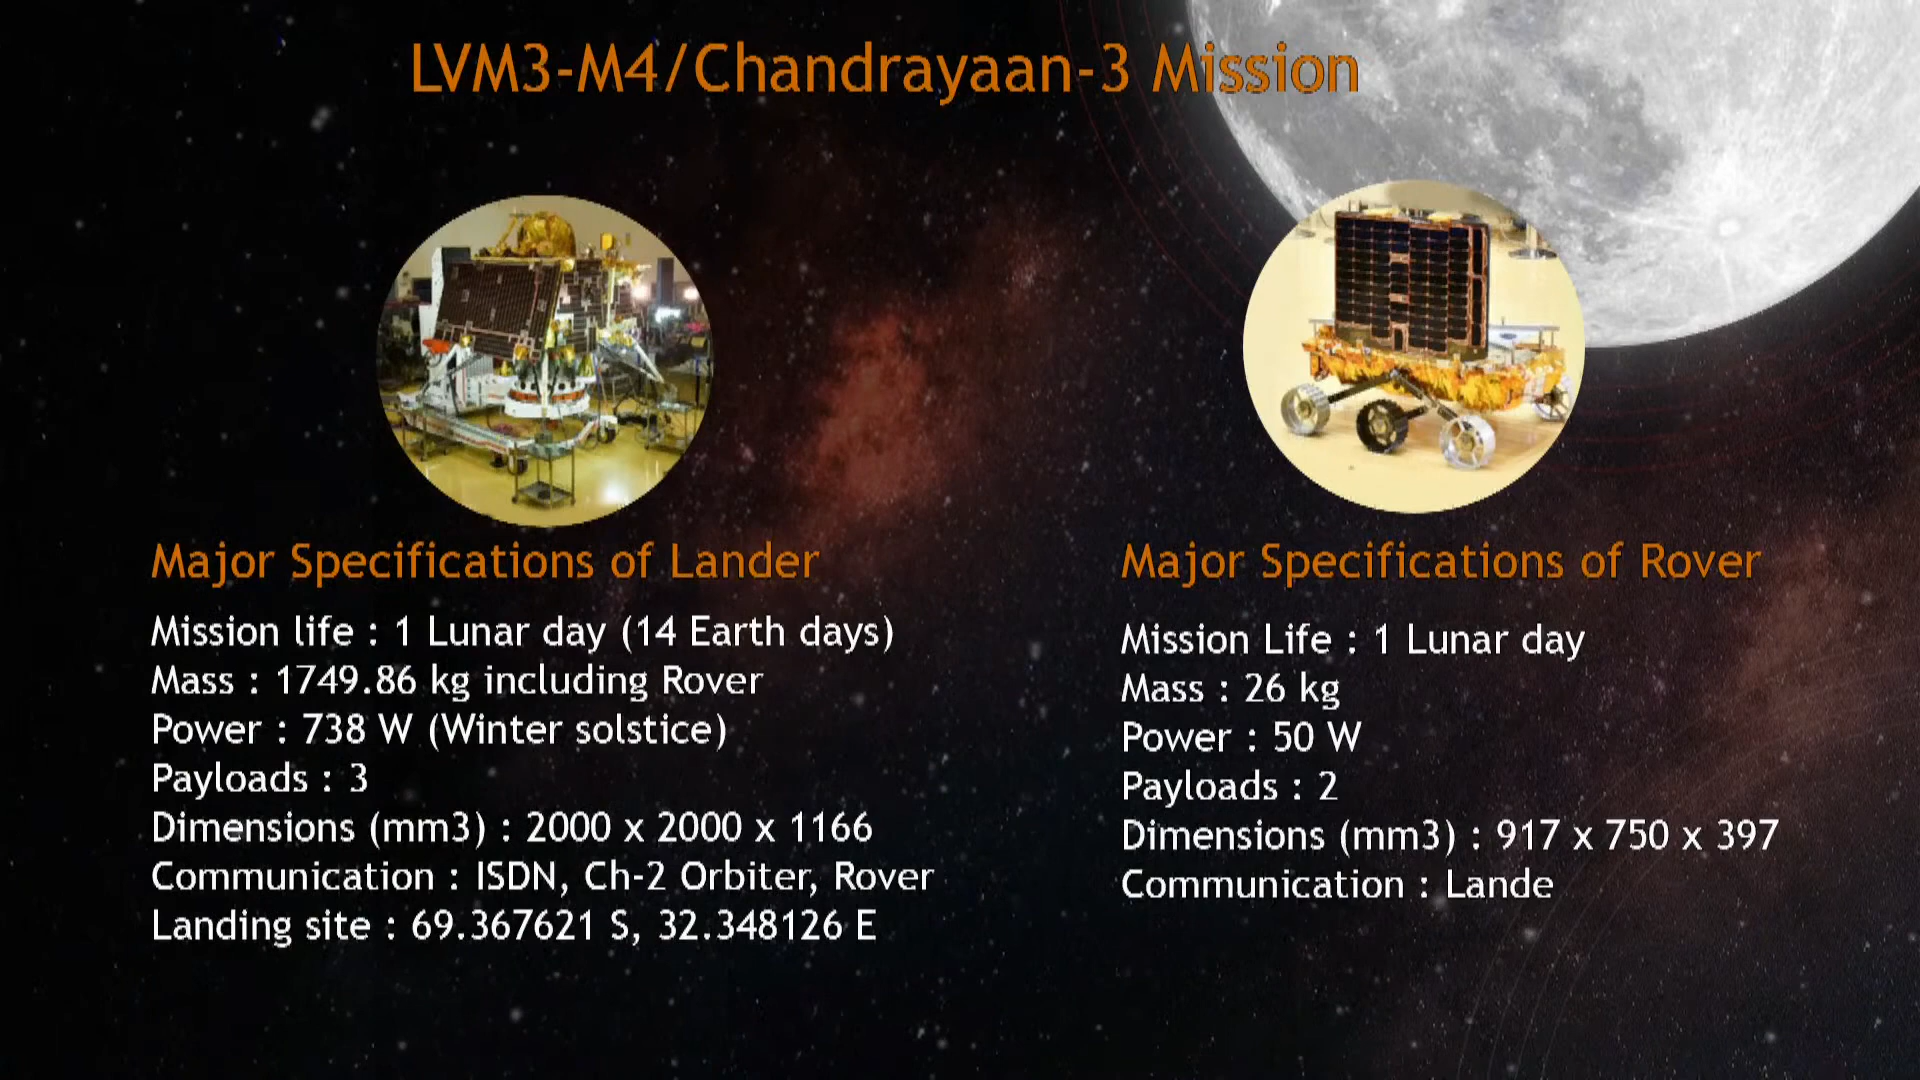 LVM3-M4/Chandrayaan-3 Mission
Major Specifications of Lander
Mission life : 1 Lunar day (14 Earth days)
Mass : 1749.86 kg including Rover
Power : 738 W (Winter solstice)
Payloads : 3
Dimensions (mm3) : 2000 x 2000 x 1166
Communication : ISDN, Ch-2 Orbiter, Rover
Landing site : 69.367621 S, 32.348126 E
Major Specifications of Rover
Mission Life : 1 Lunar day
Mass : 26 kg
Power : 50 W
Payloads : 2
Dimensions (mm3) : 917 x 750 x 397
Communication : Lande